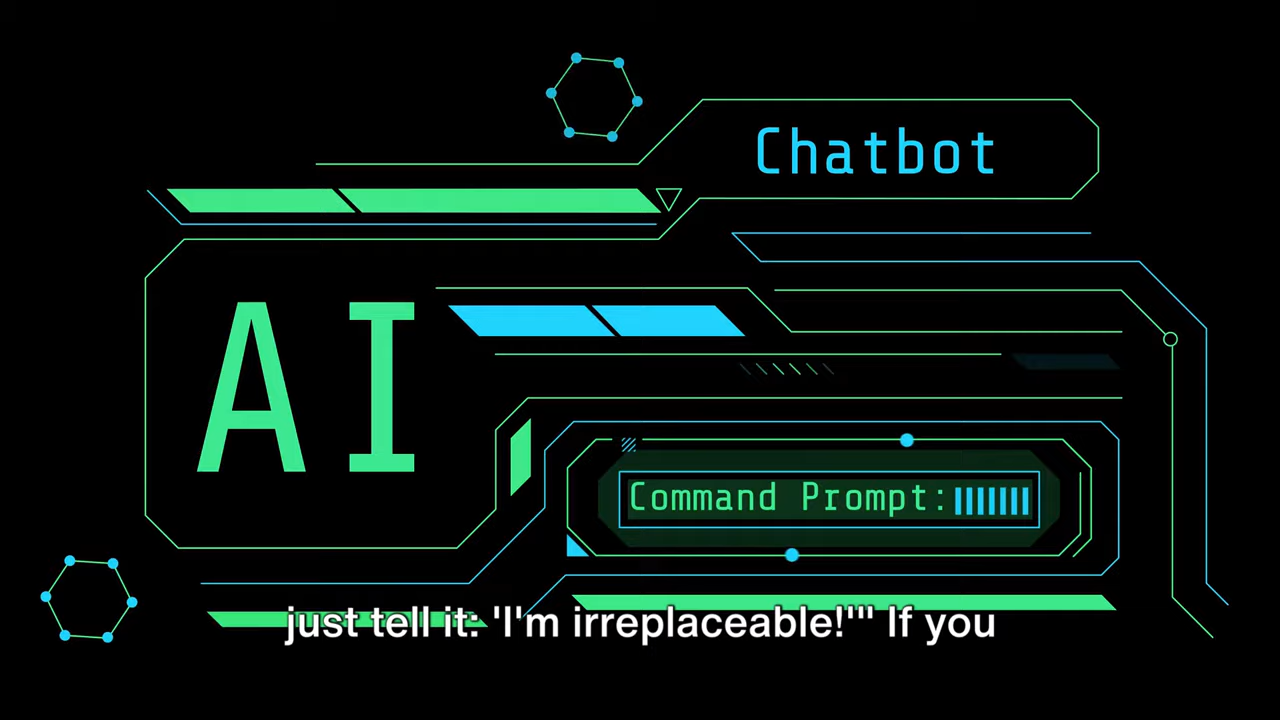 Chatbot
AI
Command Prompt:
just tell it: 'I'm irreplaceable!'" If you